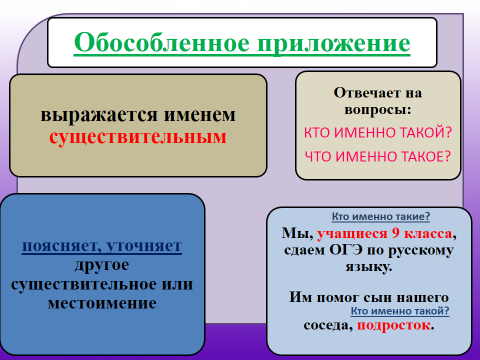 Обособленное приложение
выражается именем
существительным
Отвечает на
вопросы:
КТО ИМЕННО ТАКОЙ?
ЧТО ИМЕННО ТАКОЕ?
поясняет, уточняет
другое
существительное или
местоимение
Кто именно такие?
Мы, учащиеся 9 класса,
сдаем ОГЭ по русскому
языку.
Им помог сын нашего
Кто именно такой?
соседа, подросток.